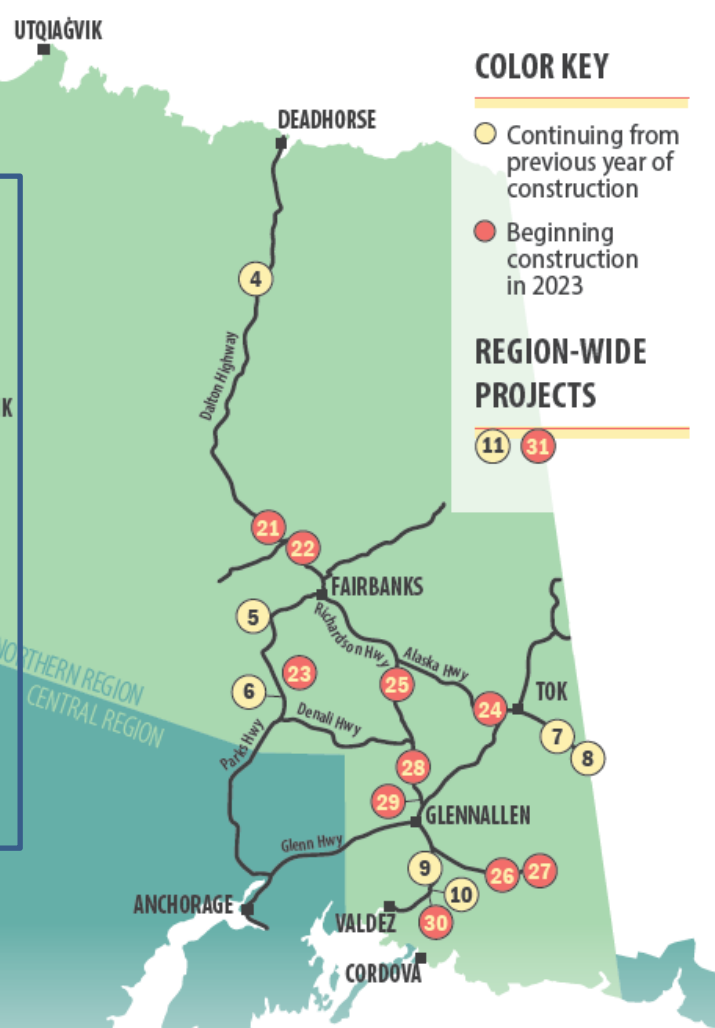 UTQIAĠVIK
COLOR KEY
DEADHORSE
Continuing from
previous year of
construction
Beginning
construction
in 2023
4
REGION-WIDE
PROJECTS
Dalton Highway
K
11 31
21
22
FAIRBANKS
5
Richardson Hwy
Alaska Hwy
NORTHERN REGION
CENTRAL REGION
23
6
25
TOK
24
Denali Hwy
7
8
Parks Hwy
28
29
GLENNALLEN
Glenn Hwy
9
26 27
10
ANCHORAGE
VALDEZ
30
CORDOVA